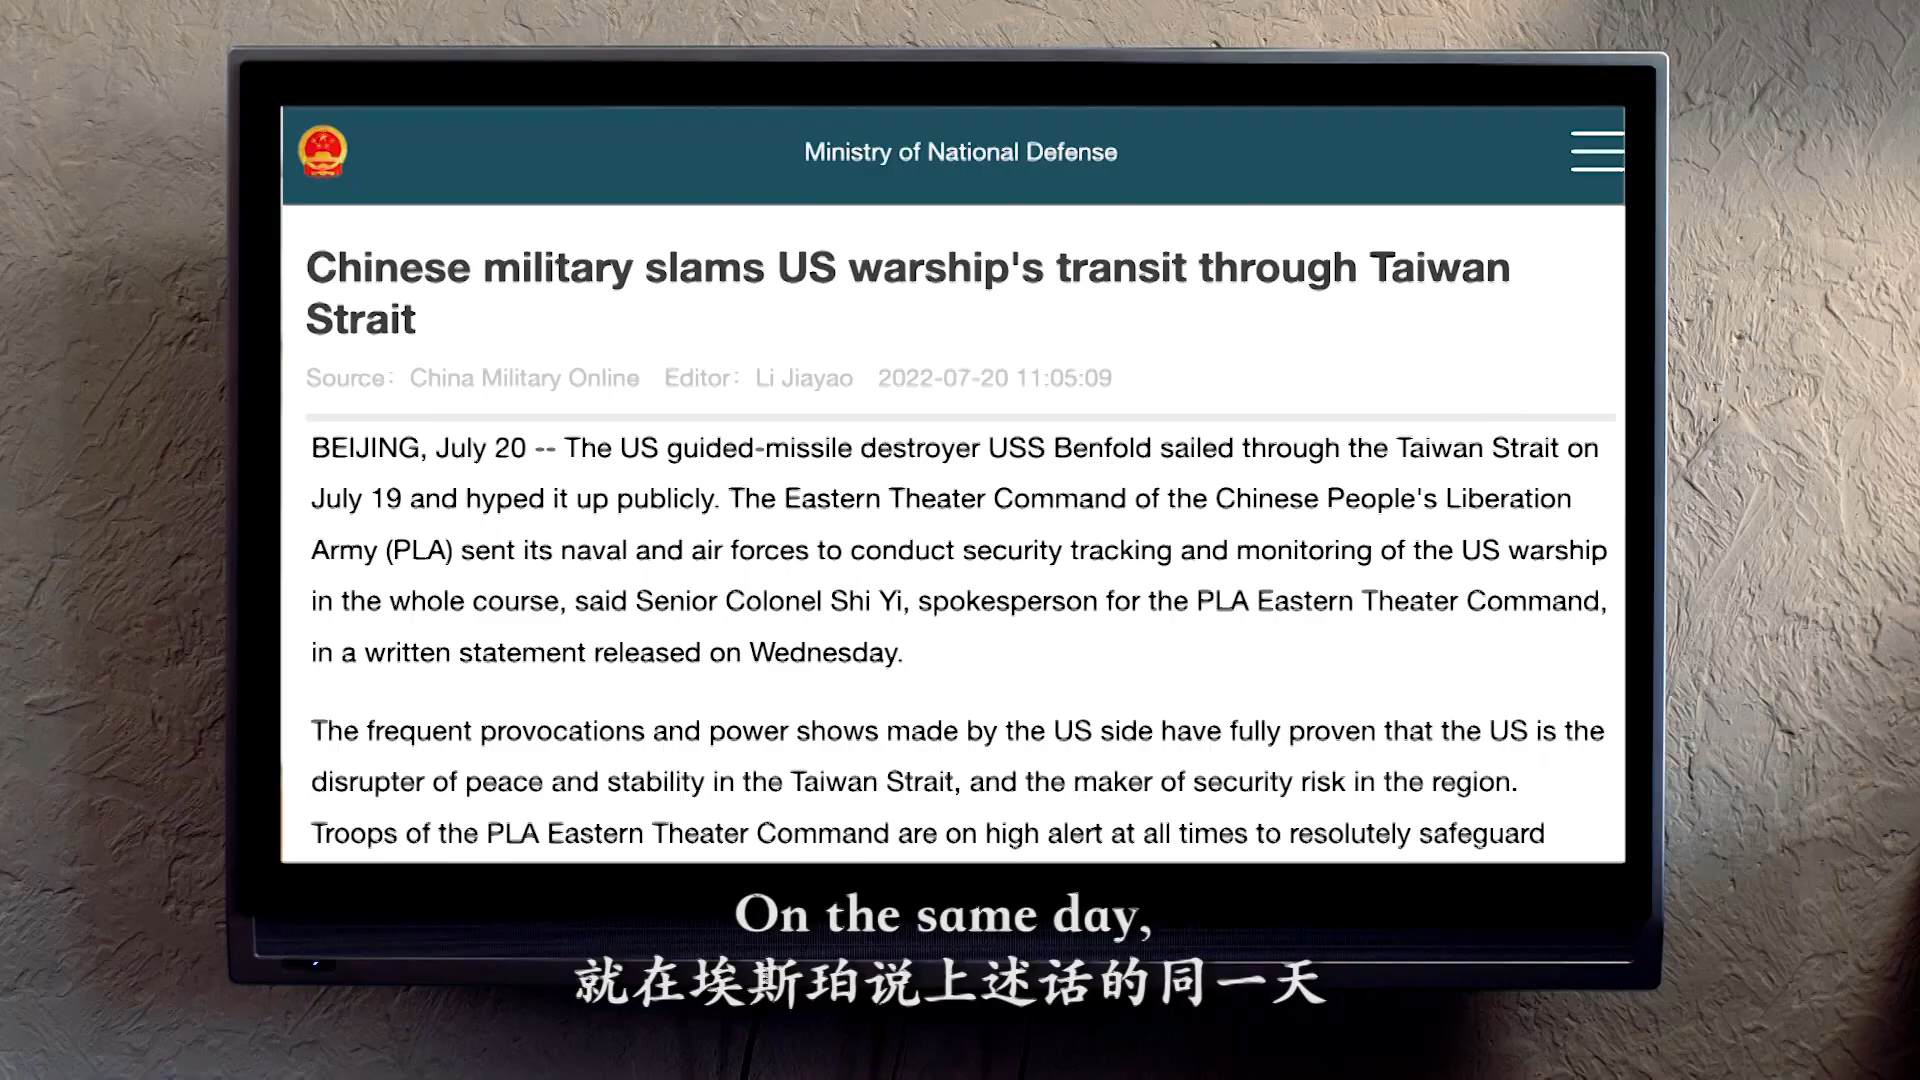 Ministry of National Defense
Chinese military slams US warship's transit through Taiwan
Strait
Source： China Military Online Editor： Li Jiayao 2022-07-20 11:05:09
BEIJING, July 20 -- The US guided-missile destroyer USS Benfold sailed through the Taiwan Strait on
July 19 and hyped it up publicly. The Eastern Theater Command of the Chinese People's Liberation
Army (PLA) sent its naval and air forces to conduct security tracking and monitoring of the US warship
in the whole course, said Senior Colonel Shi Yi, spokesperson for the PLA Eastern Theater Command,
in a written statement released on Wednesday.
The frequent provocations and power shows made by the US side have fully proven that the US is the
disrupter of peace and stability in the Taiwan Strait, and the maker of security risk in the region.
Troops of the PLA Eastern Theater Command are on high alert at all times to resolutely safeguard
On the same day,
就在埃斯珀说上述话的同一天